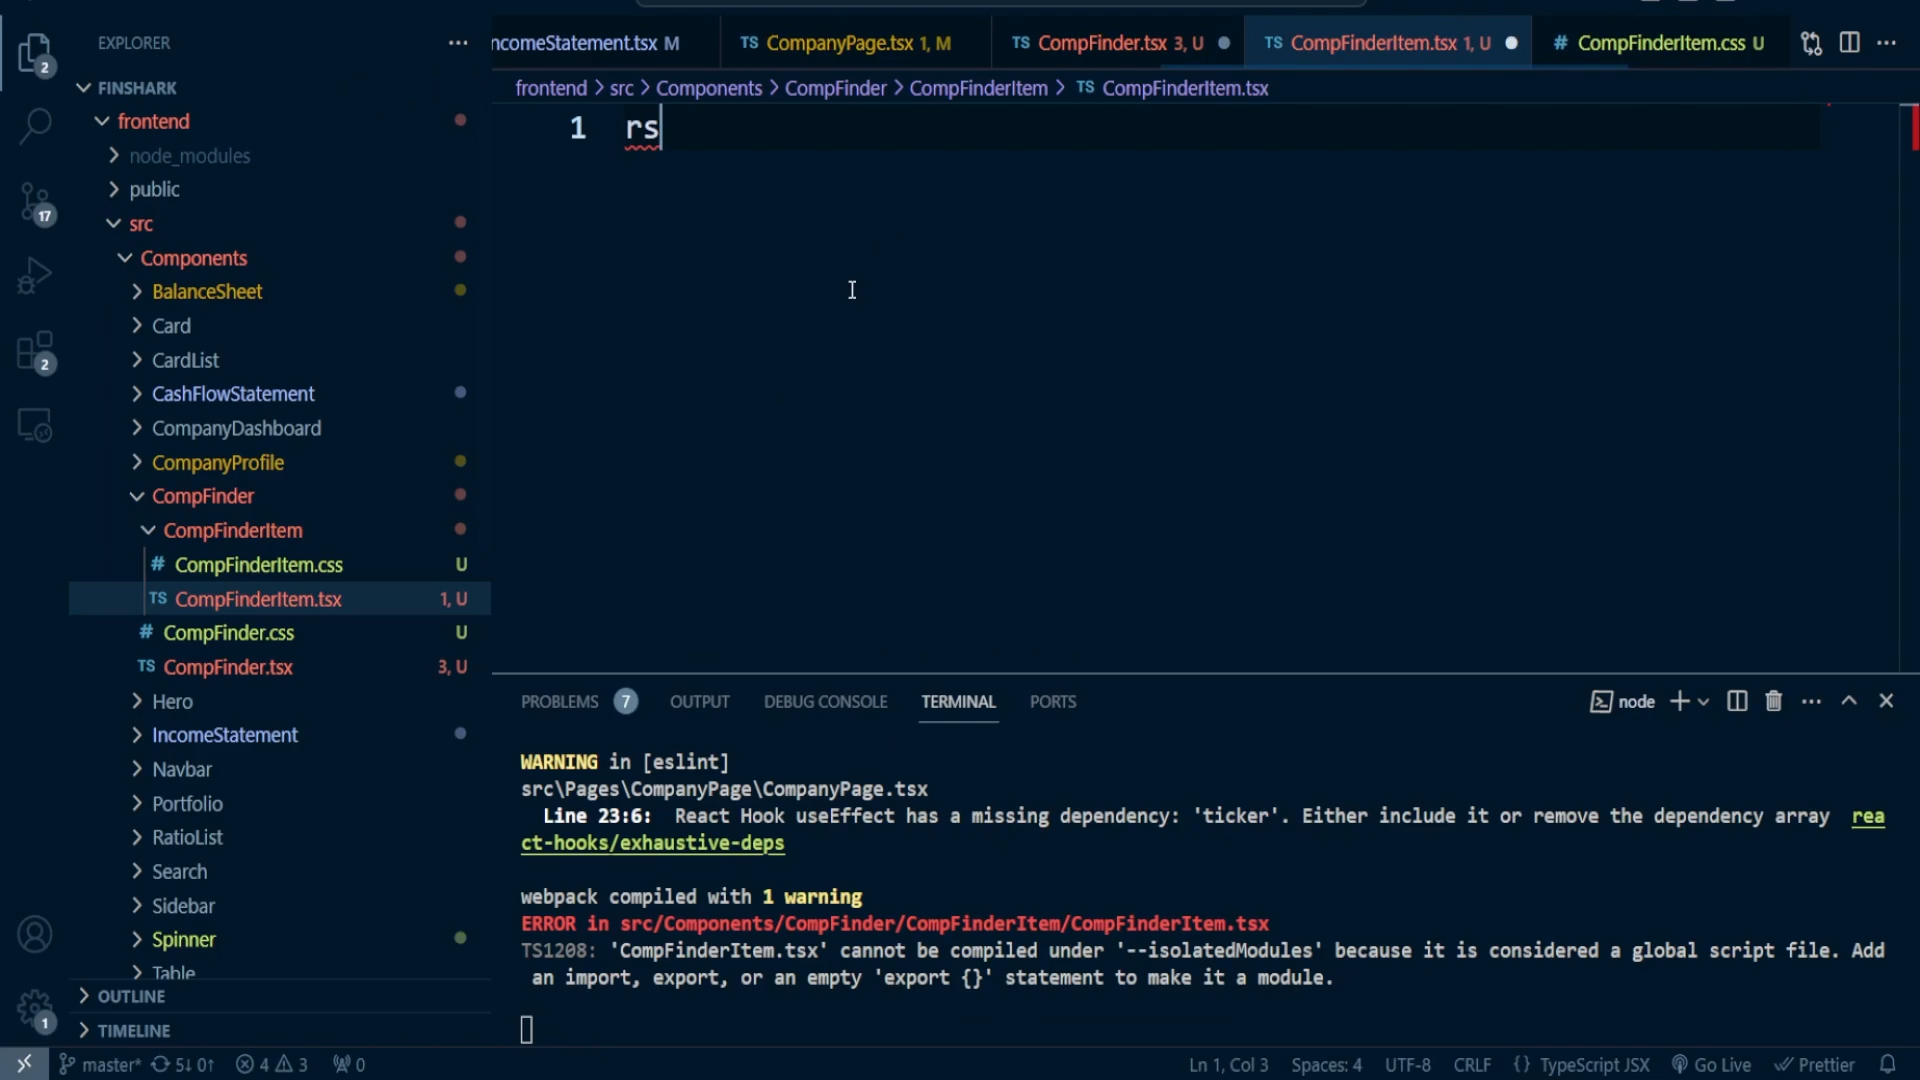 EXPLORER
ncomeStatement.tsx M
TS CompanyPage.tsx 1, M
TS CompFinder.tsx 3, U
TS CompFinderItem.tsx 1, U
# CompFinderItem.css U
2
FINSHARK
frontend > src > Components > CompFinder > CompFinderItem > TS CompFinderItem.tsx
frontend
1 rs
node_modules
public
17
src
Components
BalanceSheet
Card
2
CardList
CashFlowStatement
CompanyDashboard
CompanyProfile
CompFinder
CompFinderItem
# CompFinderItem.css U
TS CompFinderItem.tsx 1, U
# CompFinder.css U
TS CompFinder.tsx 3, U
Hero
IncomeStatement
Navbar
Portfolio
RatioList
Search
Sidebar
Spinner
Table
OUTLINE
1
TIMELINE
PROBLEMS 7 OUTPUT DEBUG CONSOLE TERMINAL PORTS
node
WARNING in [eslint]
src\Pages\CompanyPage\CompanyPage.tsx
Line 23:6: React Hook useEffect has a missing dependency: 'ticker'. Either include it or remove the dependency array rea
ct-hooks/exhaustive-deps
webpack compiled with 1 warning
ERROR in src/Components/CompFinder/CompFinderItem/CompFinderItem.tsx
TS1208: 'CompFinderItem.tsx' cannot be compiled under '--isolatedModules' because it is considered a global script file. Add
an import, export, or an empty 'export {}' statement to make it a module.
master* 5↓ 0↑ 4 3 0
Ln 1, Col 3 Spaces: 4 UTF-8 CRLF {} TypeScript JSX Go Live Prettier